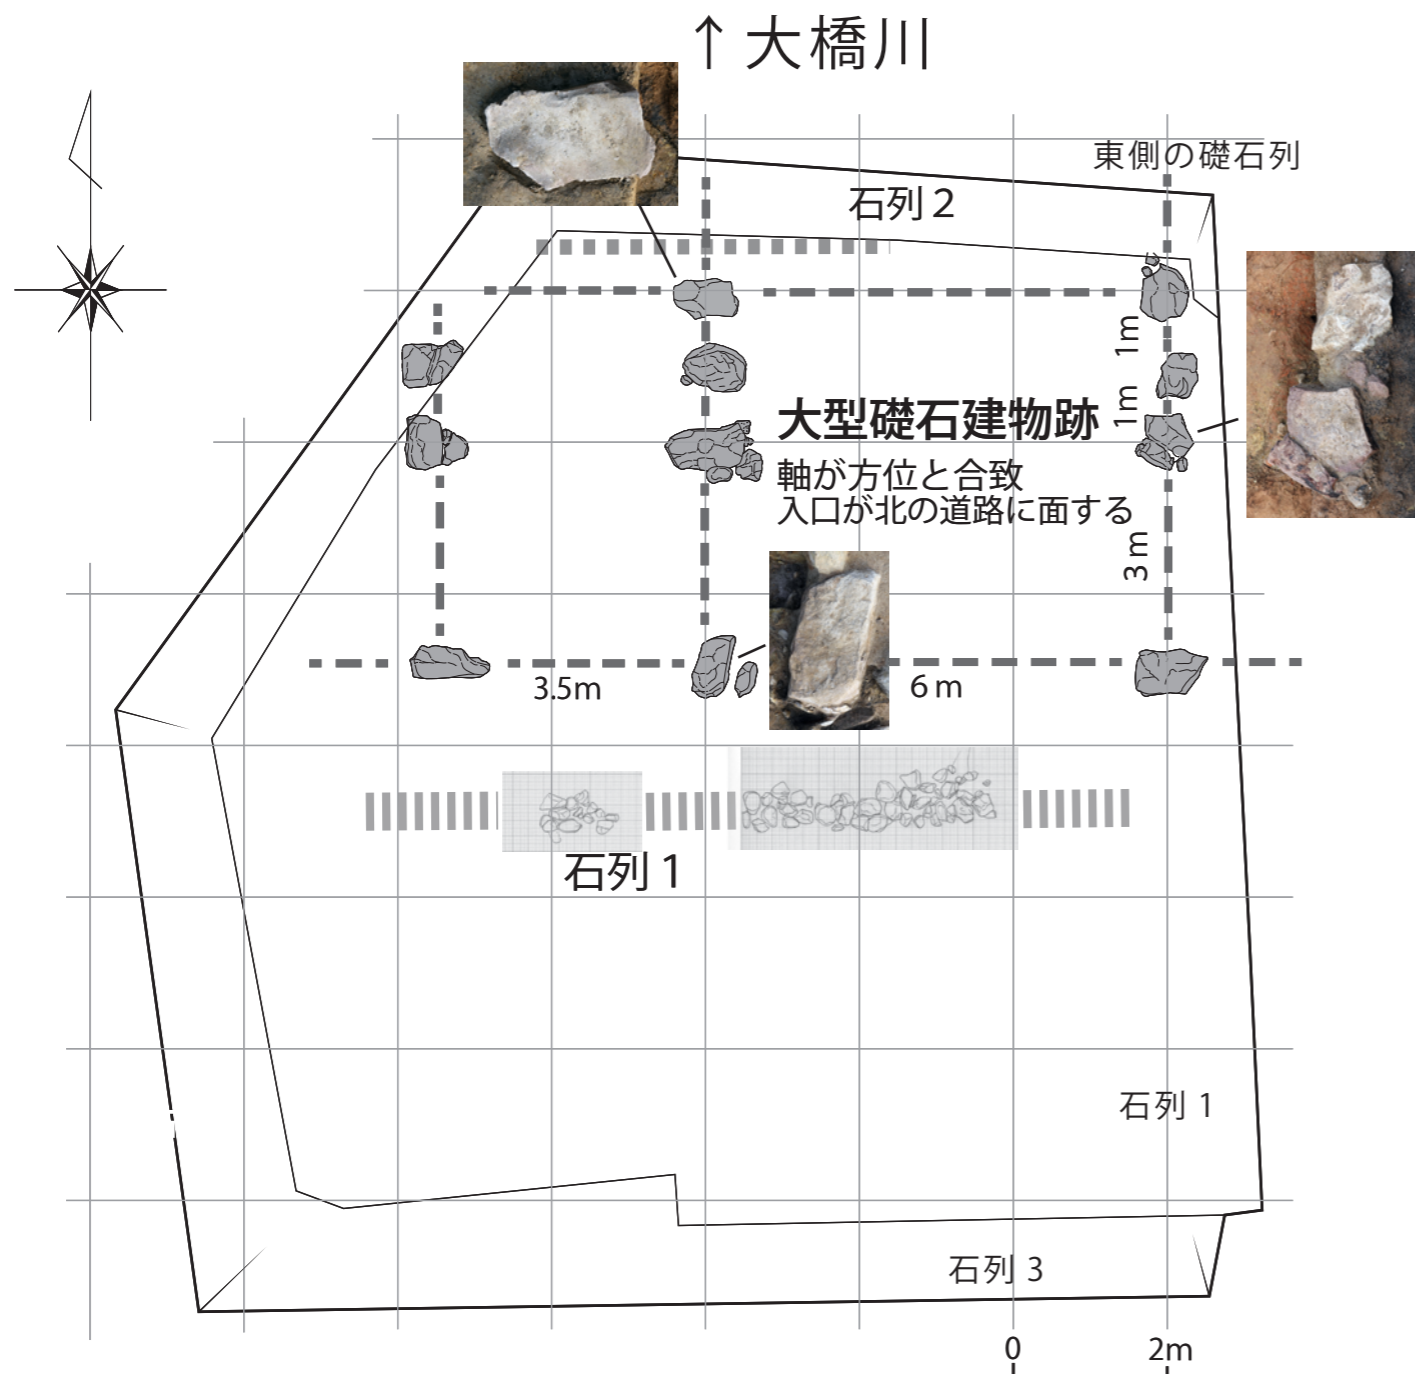 ↑大橋川
東側の礎石列
石列２
1m
1m
大型礎石建物跡
軸が方位と合致
入口が北の道路に面する
3m
3.5m
6m
石列１
石列 1
石列 3
0
2m